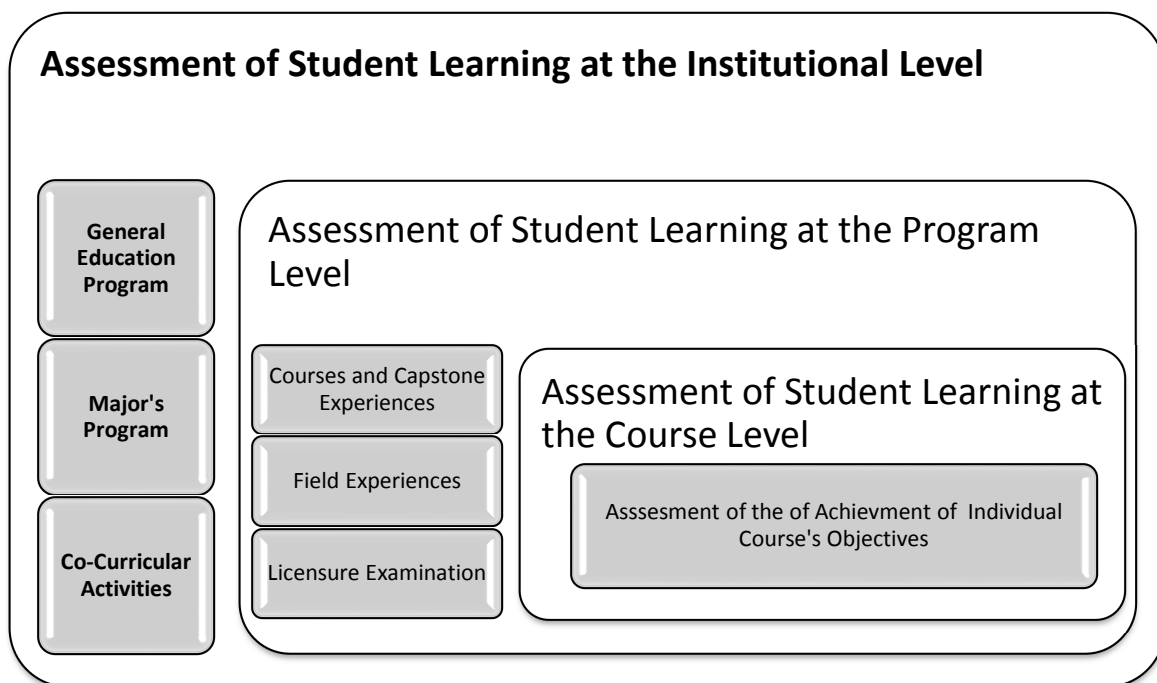 Assessment of Student Learning at the Institutional Level
General
Education
Program
Major's
Program
Co-Curricular
Activities
Assessment of Student Learning at the Program
Level
Courses and Capstone
Experiences
Field Experiences
Licensure Examination
Assessment of Student Learning at
the Course Level
Asssesment of the of Achievment of Individual
Course's Objectives